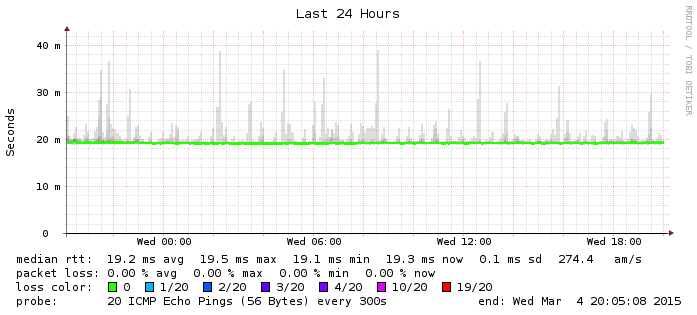 Last 24 Hours
RRDTOOL / TOBI OETIKER
Seconds
40 m
30 m
20 m
10 m
0
Wed 00:00 Wed 06:00 Wed 12:00 Wed 18:00
median rtt: 19.2 ms avg 19.5 ms max 19.1 ms min 19.3 ms now 0.1 ms sd 274.4 am/s
packet loss: 0.00 % avg 0.00 % max 0.00 % min 0.00 % now
loss color: 0 1/20 2/20 3/20 4/20 10/20 19/20
probe: 20 ICMP Echo Pings (56 Bytes) every 300s end: Wed Mar 4 20:05:08 2015